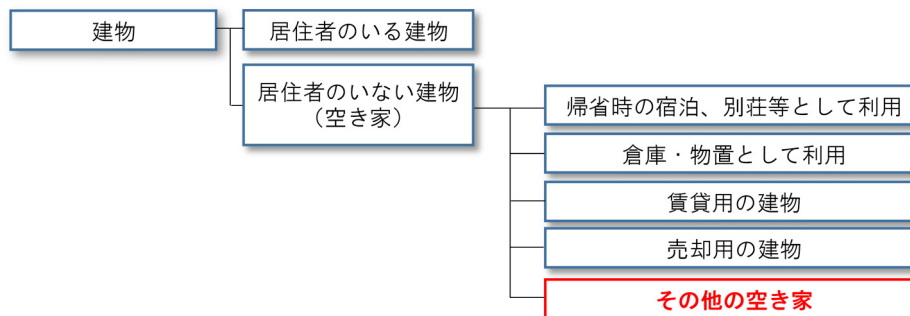 建物
居住者のいる建物
居住者のいない建物
（空き家）
帰省時の宿泊、別荘等として利用
倉庫・物置として利用
賃貸用の建物
売却用の建物
その他の空き家